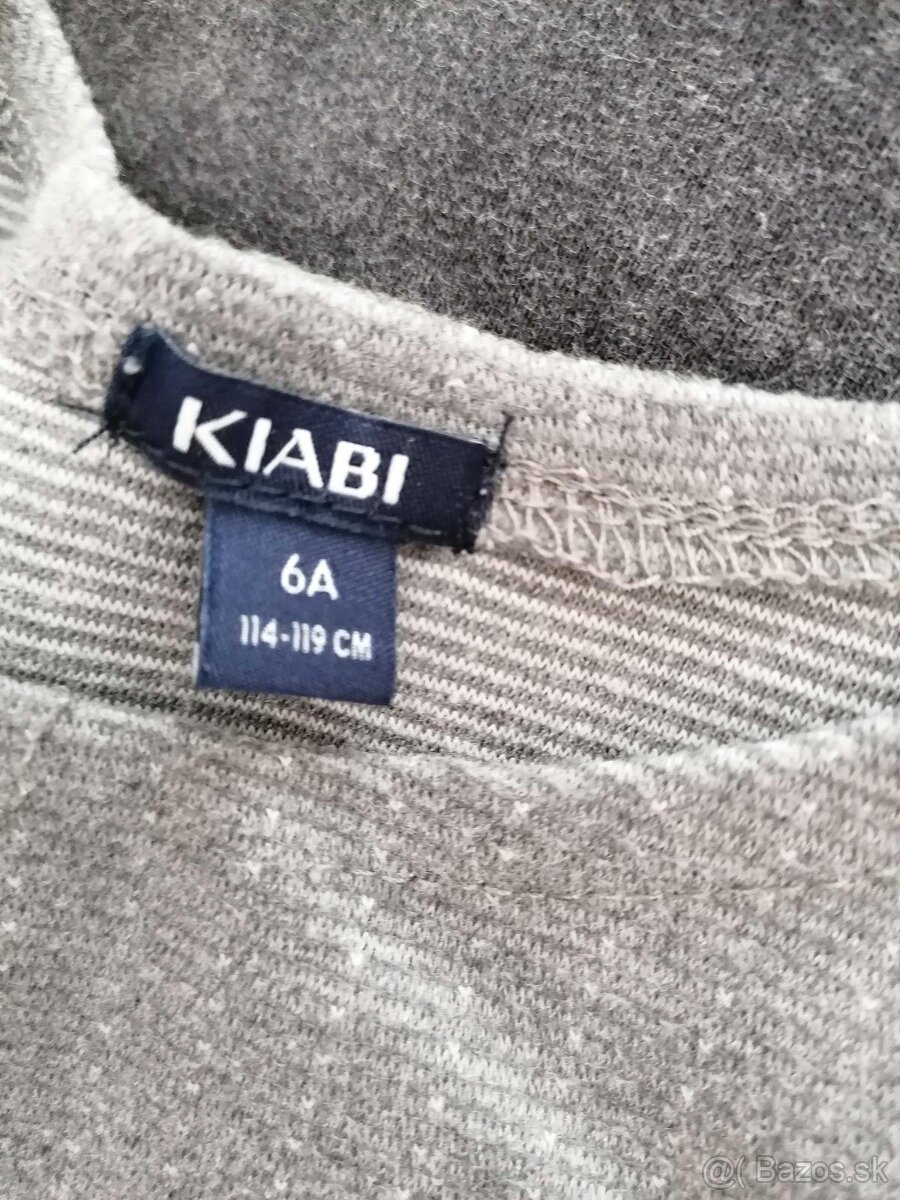 KIABI
6A
114-119 CM
@( Bazos.sk